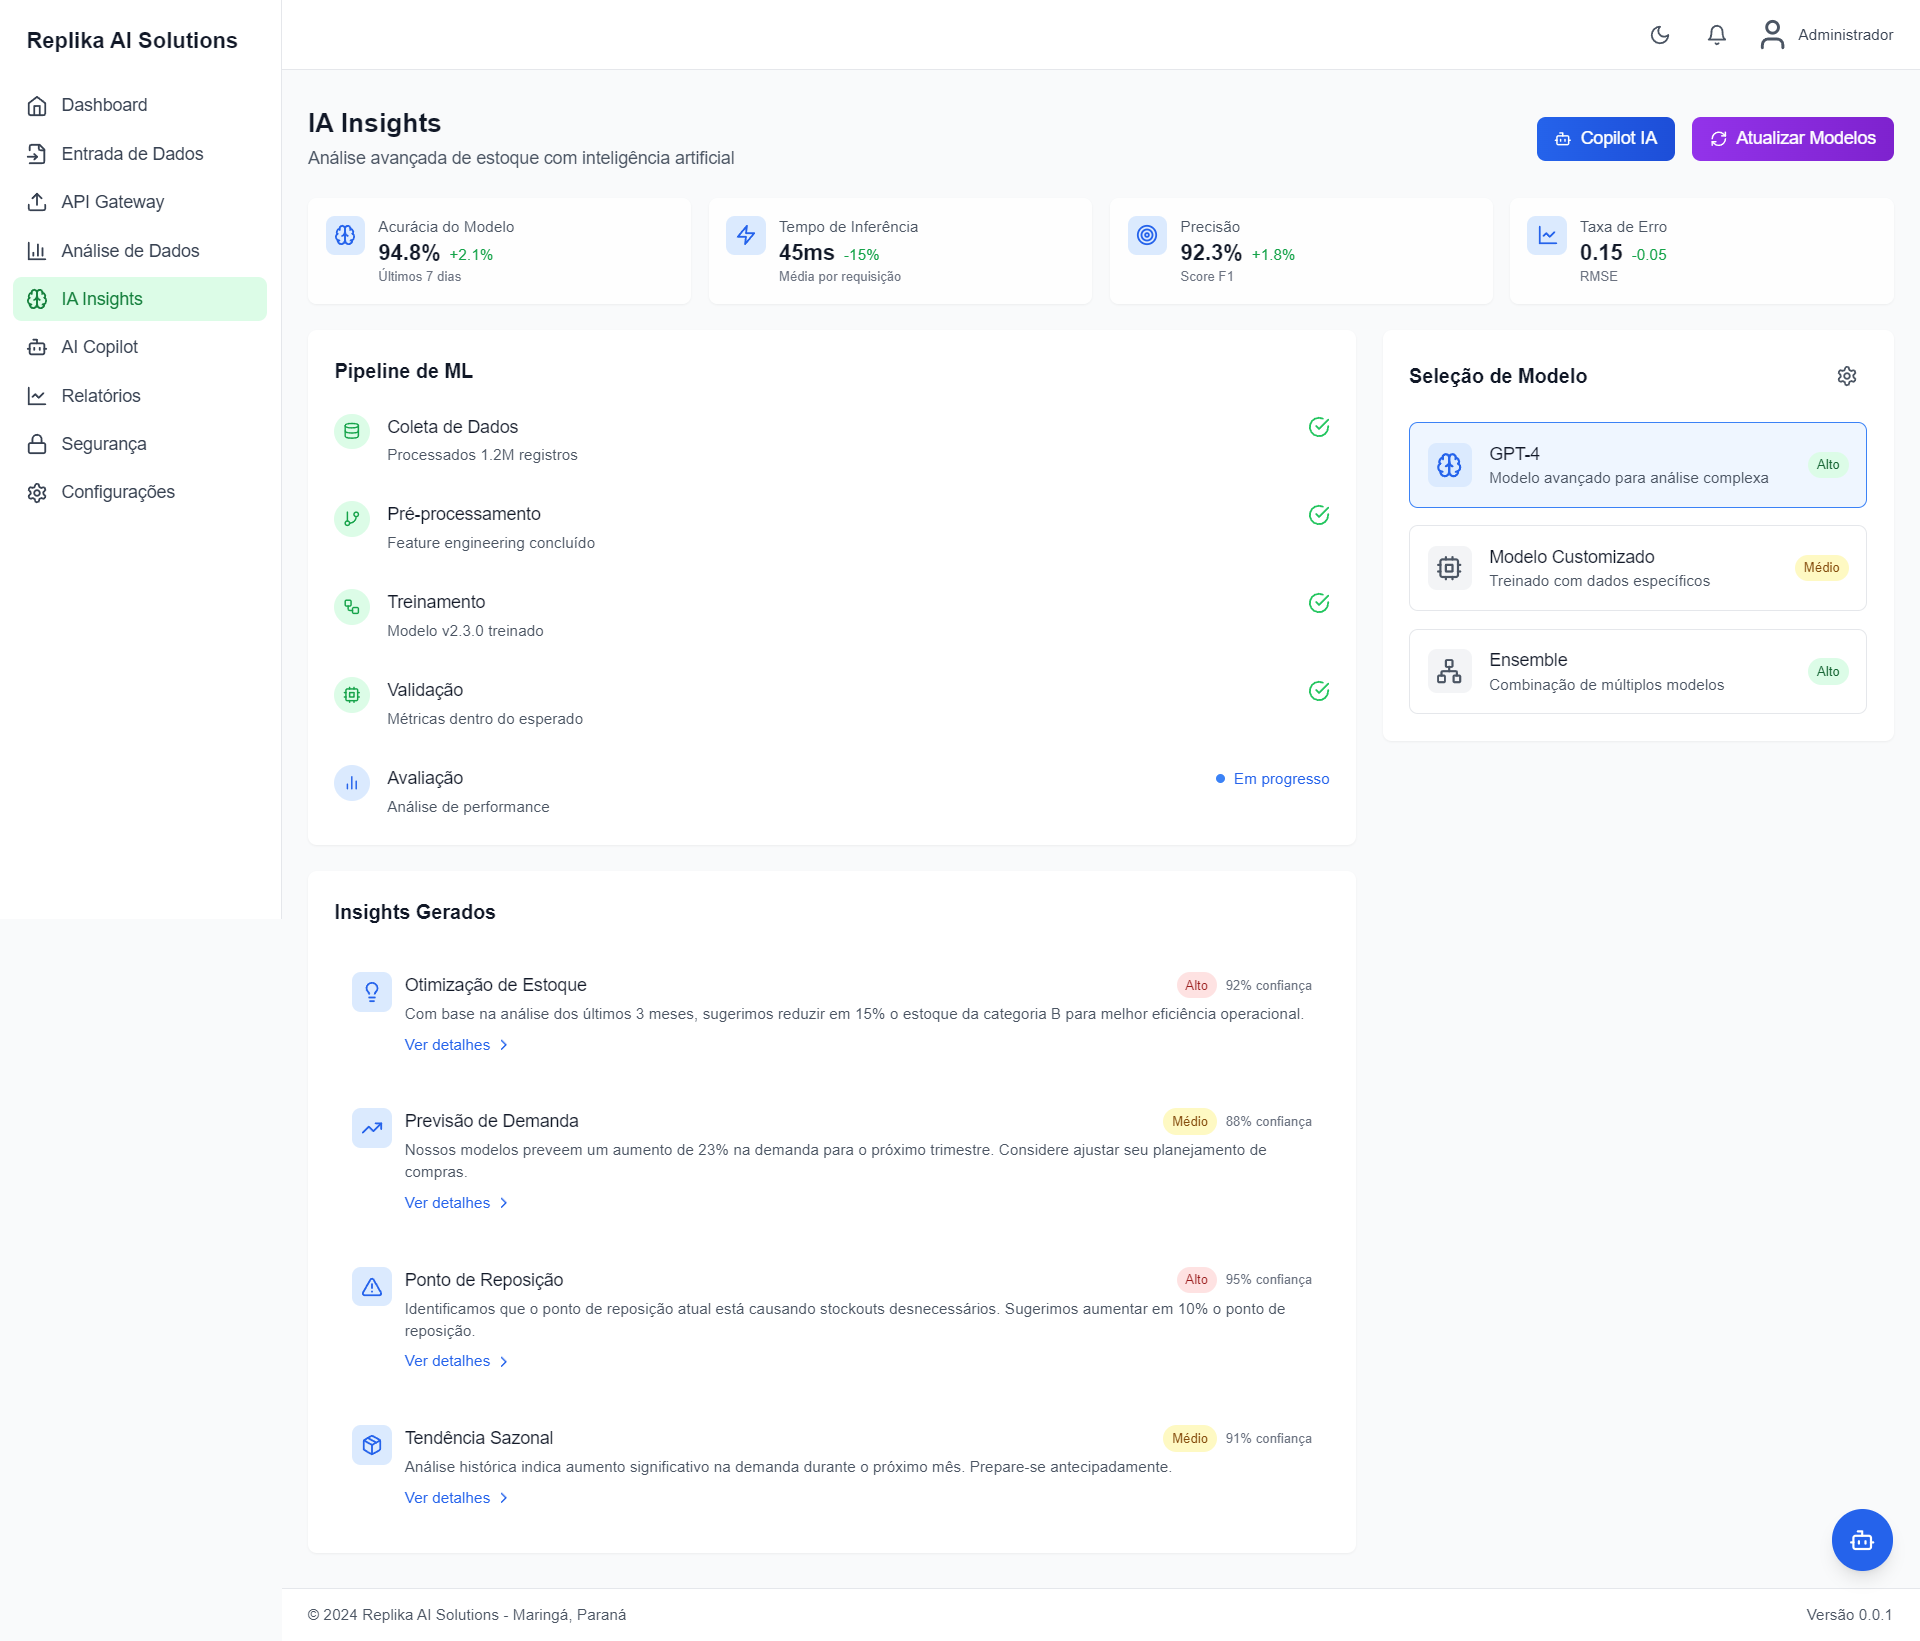 Replika AI Solutions
Dashboard
Entrada de Dados
API Gateway
Análise de Dados
IA Insights
AI Copilot
Relatórios
Segurança
Configurações
Administrador
IA Insights
Análise avançada de estoque com inteligência artificial
Copilot IA
Atualizar Modelos
Acurácia do Modelo
94.8% +2.1%
Últimos 7 dias
Tempo de Inferência
45ms -15%
Média por requisição
Precisão
92.3% +1.8%
Score F1
Taxa de Erro
0.15 -0.05
RMSE
Pipeline de ML
Coleta de Dados
Processados 1.2M registros
Pré-processamento
Feature engineering concluído
Treinamento
Modelo v2.3.0 treinado
Validação
Métricas dentro do esperado
Avaliação
Em progresso
Análise de performance
Seleção de Modelo
GPT-4
Modelo avançado para análise complexa
Alto
Modelo Customizado
Treinado com dados específicos
Médio
Ensemble
Combinação de múltiplos modelos
Alto
Insights Gerados
Otimização de Estoque
Alto 92% confiança
Com base na análise dos últimos 3 meses, sugerimos reduzir em 15% o estoque da categoria B para melhor eficiência operacional.
Ver detalhes
Previsão de Demanda
Médio 88% confiança
Nossos modelos preveem um aumento de 23% na demanda para o próximo trimestre. Considere ajustar seu planejamento de
compras.
Ver detalhes
Ponto de Reposição
Alto 95% confiança
Identificamos que o ponto de reposição atual está causando stockouts desnecessários. Sugerimos aumentar em 10% o ponto de
reposição.
Ver detalhes
Tendência Sazonal
Médio 91% confiança
Análise histórica indica aumento significativo na demanda durante o próximo mês. Prepare-se antecipadamente.
Ver detalhes
© 2024 Replika AI Solutions - Maringá, Paraná
Versão 0.0.1